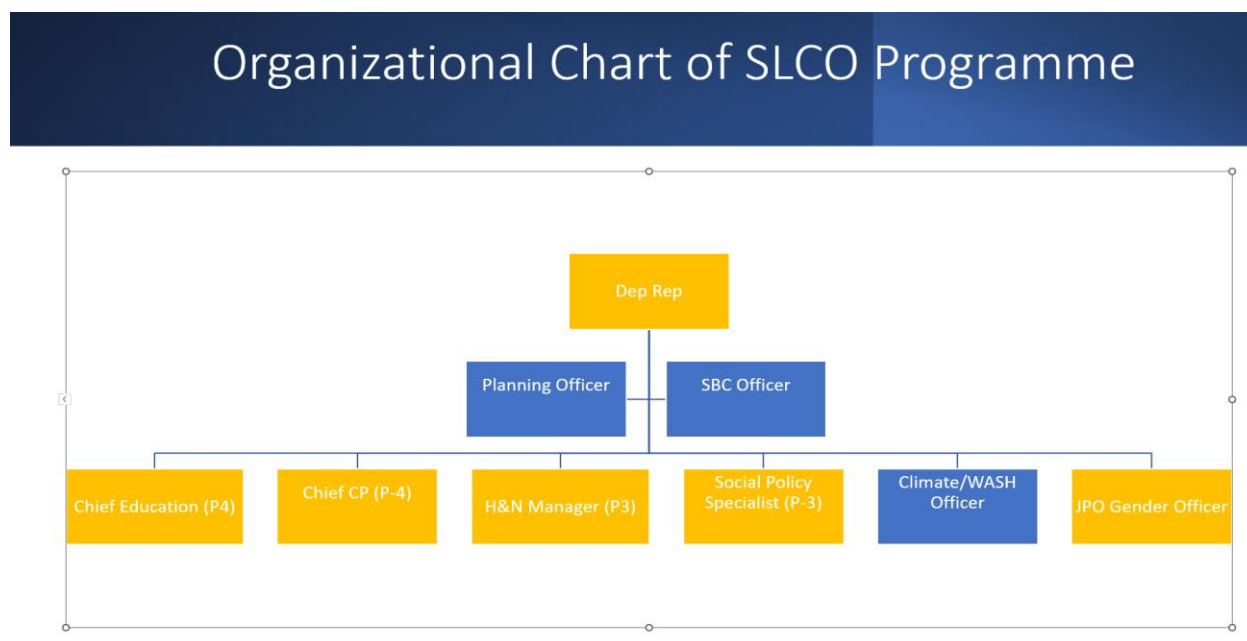 Organizational Chart of SLCO Programme
Dep Rep
Planning Officer
SBC Officer
Chief Education (P4)
Chief CP (P-4)
H&N Manager (P3)
Social Policy
Specialist (P-3)
Climate/WASH
Officer
JPO Gender Officer